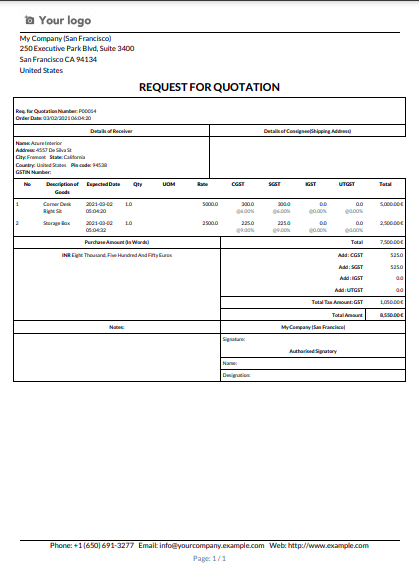 Your logo
My Company (San Francisco)
250 Executive Park Blvd, Suite 3400
San Francisco CA 94134
United States
REQUEST FOR QUOTATION
Req. for Quotation Number: P00014
Order Date: 03/02/2021 06:04:20
Details of Receiver Details of Consignee(Shipping Address)
Name: Azure Interior
Address: 4557 De Silva St
City: Fremont State: California
Country: United States Pin code: 94538
GSTIN Number:
No Description of Goods Expected Date Qty UOM Rate CGST SGST IGST UTGST Total
1 Corner Desk Right Sit 2021-03-02 05:04:20 1.0 5000.0 300.0 @6.00% 300.0 @6.00% 0.0 @0.00% 0.0 @0.00% 5,000.00 €
2 Storage Box 2021-03-02 05:04:32 1.0 2500.0 225.0 @9.00% 225.0 @9.00% 0.0 @0.00% 0.0 @0.00% 2,500.00 €
Purchase Amount (In Words) Total 7,500.00 €
INR Eight Thousand, Five Hundred And Fifty Euros Add : CGST 525.0
Add : SGST 525.0
Add : IGST 0.0
Add : UTGST 0.0
Total Tax Amount: GST 1,050.00 €
Total Amount 8,550.00 €
Notes: My Company (San Francisco)
Signature:
Authorised Signatory
Name:
Designation:
Phone: +1 (650) 691-3277 Email: info@yourcompany.example.com Web: http://www.example.com
Page: 1 / 1